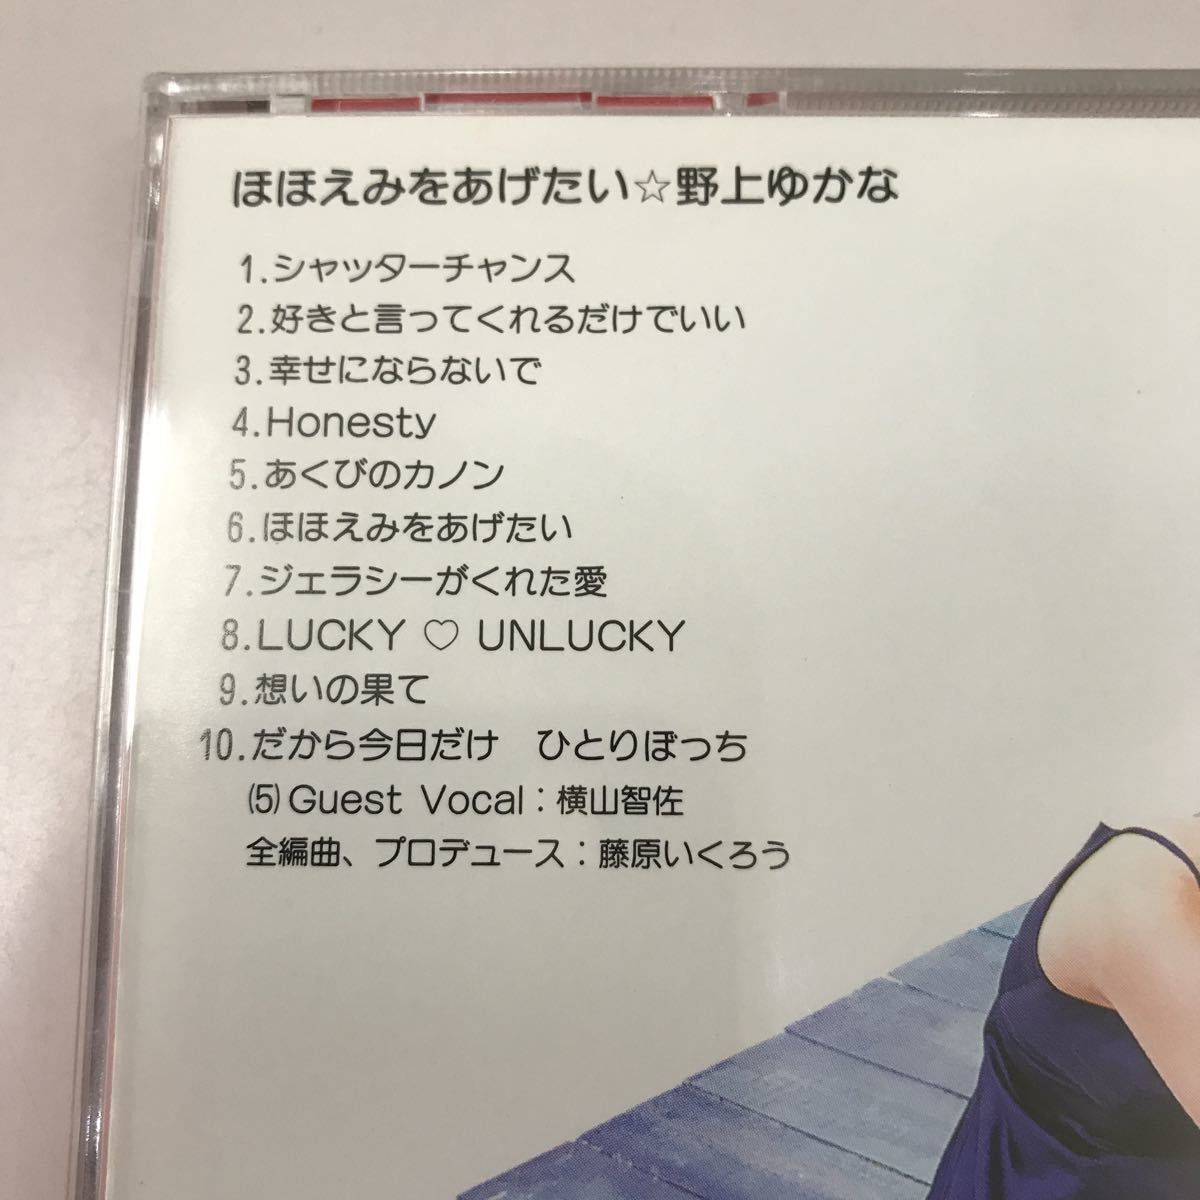 ほほえみをあげたい☆野上ゆかな
1.シャッターチャンス
2.好きと言ってくれるだけでいい
3.幸せにならないで
4.Honesty
5.あくびのカノン
6.ほほえみをあげたい
7.ジェラシーがくれた愛
8.LUCKY ♡ UNLUCKY
9.想いの果て
10.だから今日だけ　ひとりぼっち
(5)Guest Vocal：横山智佐
全編曲、プロデュース：藤原いくろう